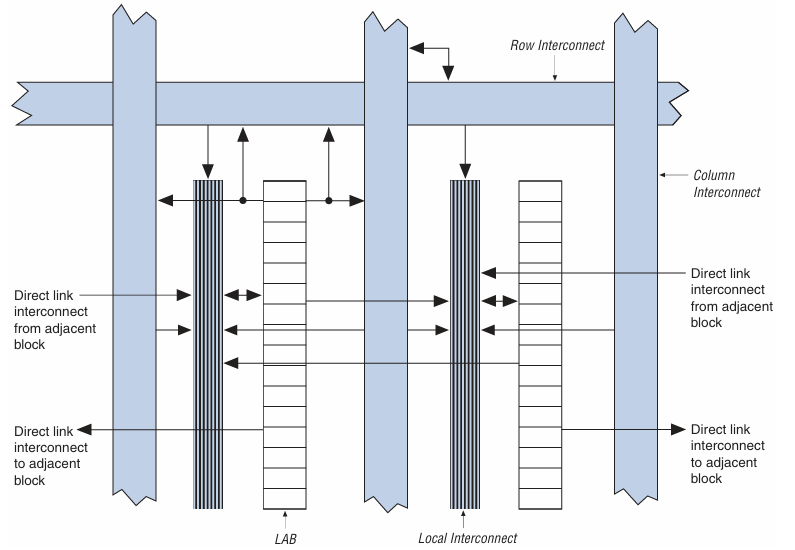 Row Interconnect
Column
Interconnect
Direct link
interconnect
from adjacent
block
Direct link
interconnect
from adjacent
block
Direct link
interconnect
to adjacent
block
Direct link
interconnect
to adjacent
block
LAB
Local Interconnect